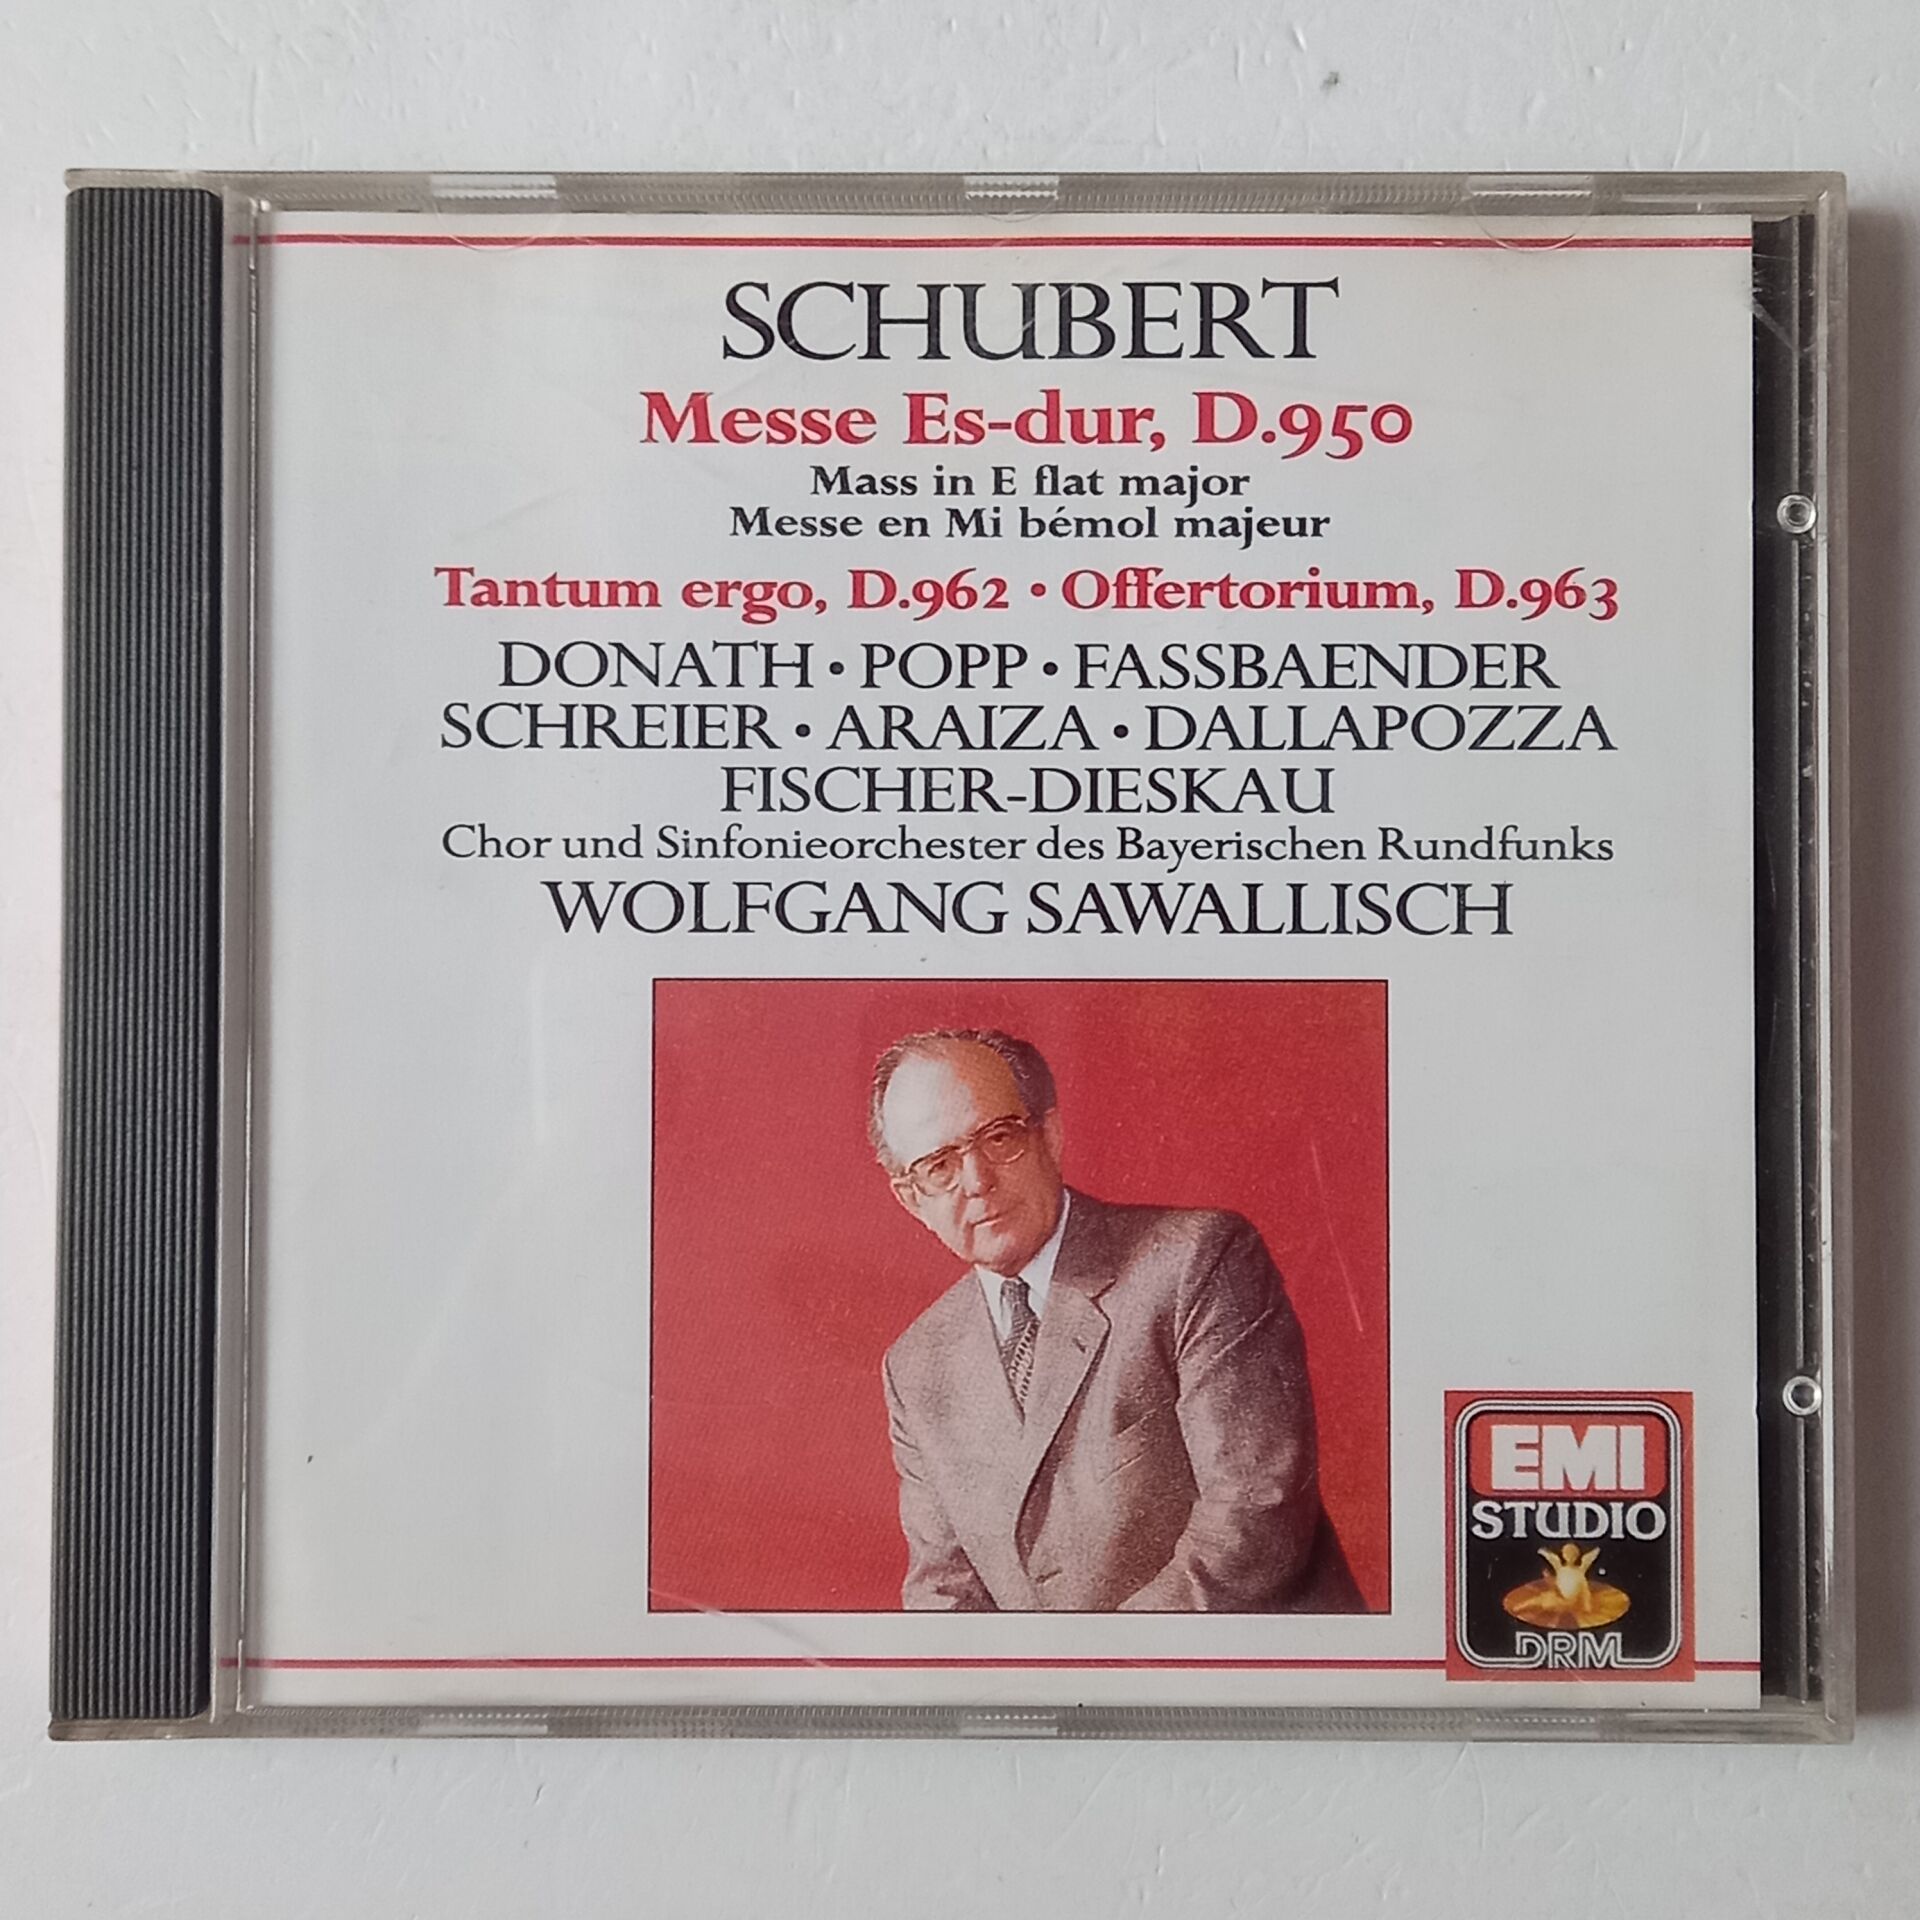 SCHUBERT
Messe Es-dur, D.950
Mass in E flat major
Messe en Mi bémol majeur
Tantum ergo, D.962 • Offertorium, D.963
DONATH • POPP • FASSBAENDER
SCHREIER • ARAIZA • DALLAPOZZA
FISCHER-DIESKAU
Chor und Sinfonieorchester des Bayerischen Rundfunks
WOLFGANG SAWALLISCH
EMI
STUDIO
DRM